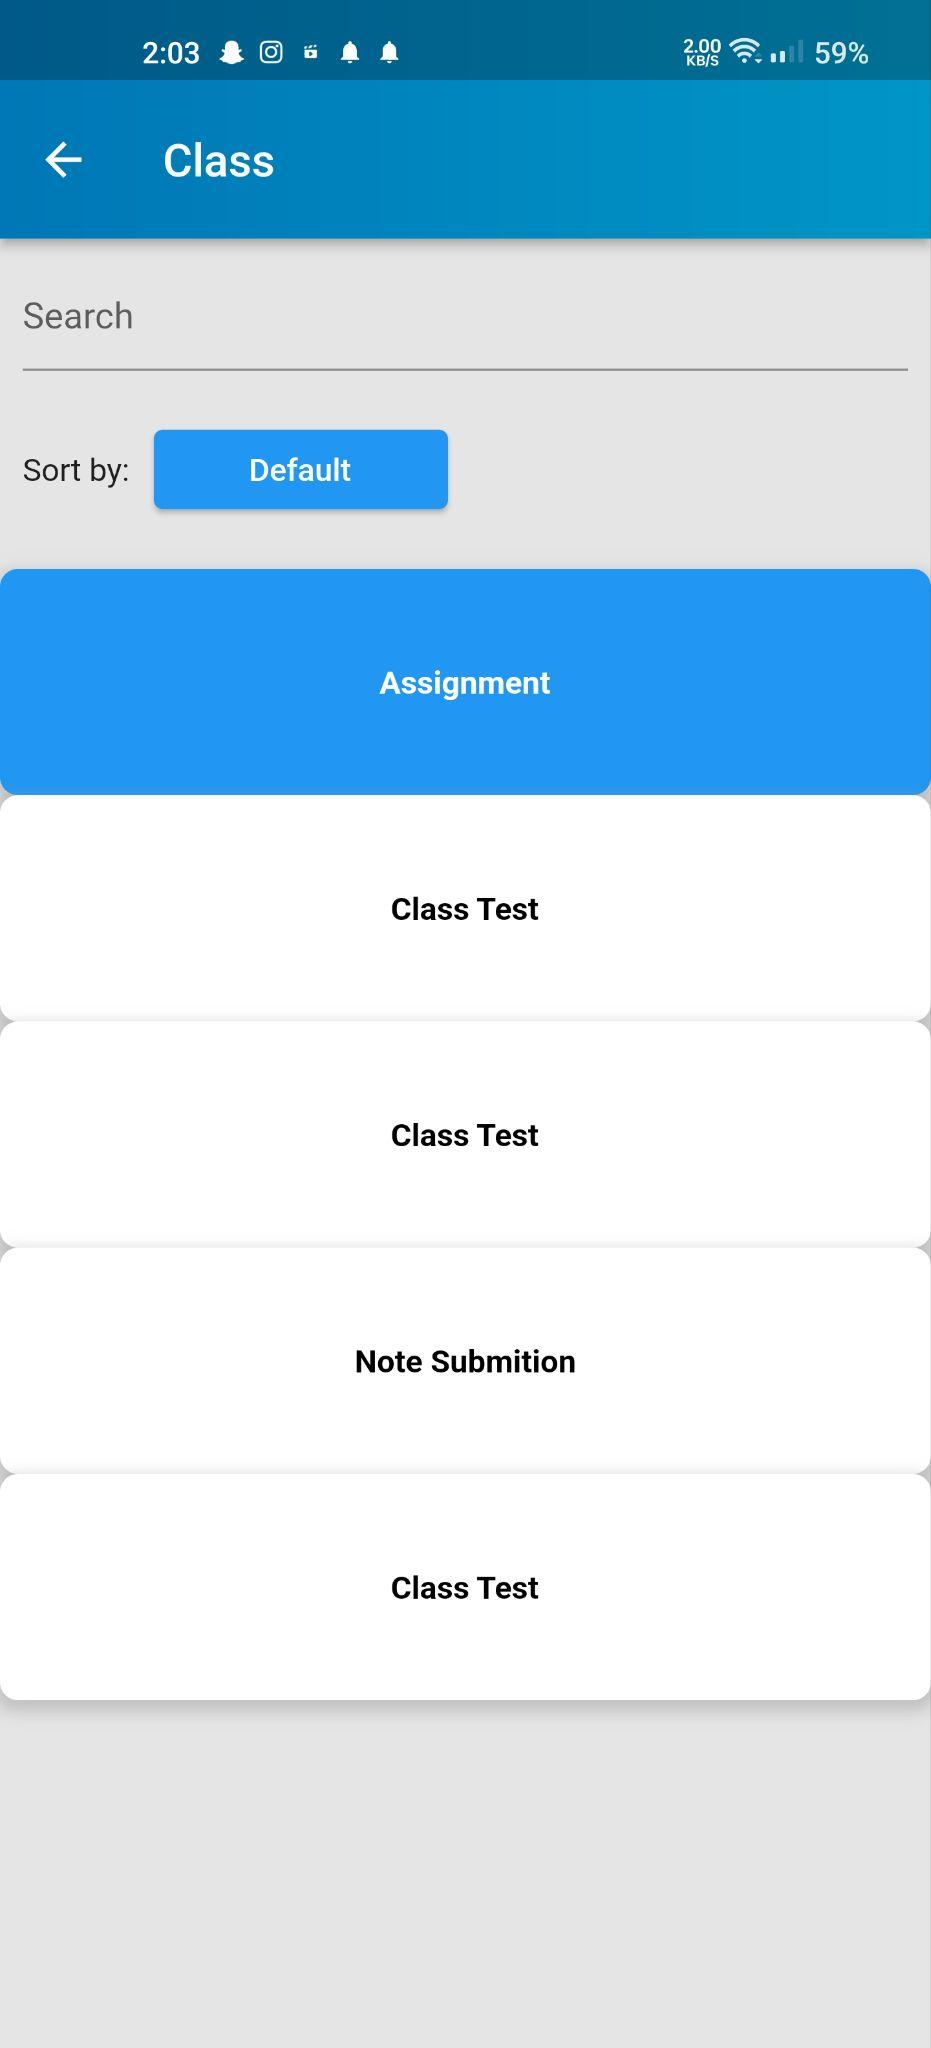 2:03
2.00
KB/S
59%
Class
Search
Sort by: Default
Assignment
Class Test
Class Test
Note Submition
Class Test